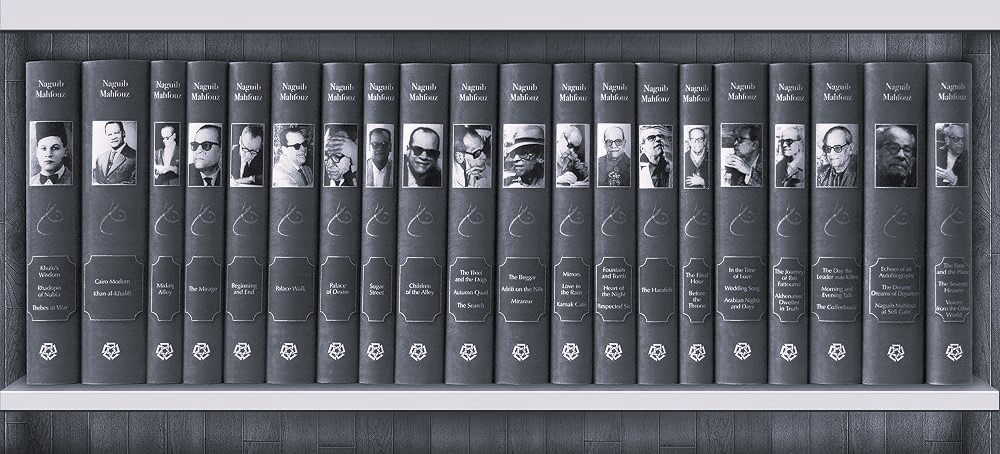 Naguib
Mahfouz
Khufu's
Wisdom
Rhadopis
of Nubia
Thebes at War
Naguib
Mahfouz
Cairo Modern
Khan al-Khalili
Naguib
Mahfouz
Midaq
Alley
Naguib
Mahfouz
The Mirage
Naguib
Mahfouz
Beginning
and End
Naguib
Mahfouz
Palace Walk
Naguib
Mahfouz
Palace
of Desire
Naguib
Mahfouz
Sugar
Street
Naguib
Mahfouz
Children
of the Alley
Naguib
Mahfouz
The Thief
and the Dogs
Autumn Quail
The Search
Naguib
Mahfouz
The Beggar
Adrift on the Nile
Miramar
Naguib
Mahfouz
Mirrors
Love in
the Rain
Karnak Café
Naguib
Mahfouz
Fountain
and Tomb
Heart of
the Night
Respected Sir
Naguib
Mahfouz
The Harafish
Naguib
Mahfouz
The Final
Hour
Before
the Throne
Naguib
Mahfouz
In the Time
of Love
Wedding Song
Arabian Nights
and Days
Naguib
Mahfouz
The Journey
of Ibn
Fattouma
Akhenaten
Dweller
in Truth
Naguib
Mahfouz
The Day the
Leader was Killed
Morning and
Evening Talk
The Coffeehouse
Naguib
Mahfouz
Echoes of an
Autobiography
The Dreams
Dreams of Departure
Naguib Mahfouz
at Sidi Gaber
Naguib
Mahfouz
The
and the Place
The Seventh
Heaven
Voices
from the Other
World